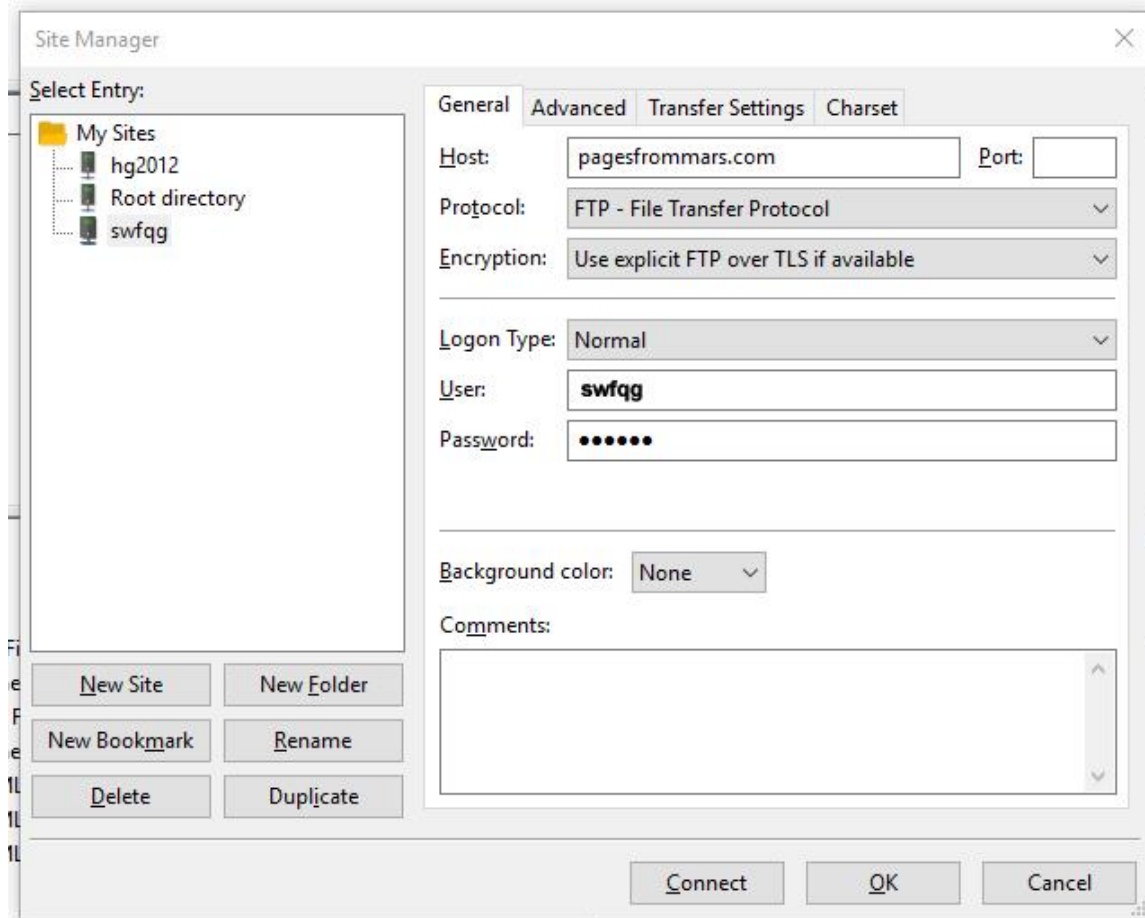 Site Manager
Select Entry:
My Sites
hg2012
Root directory
swfqg
New Site
New Folder
New Bookmark
Rename
Delete
Duplicate
General
Advanced
Transfer Settings
Charset
Host:
pagesfrommars.com
Port:
Protocol:
FTP - File Transfer Protocol
Encryption:
Use explicit FTP over TLS if available
Logon Type:
Normal
User:
swfqg
Password:
●●●●●●
Background color:
None
Comments:
Connect
OK
Cancel